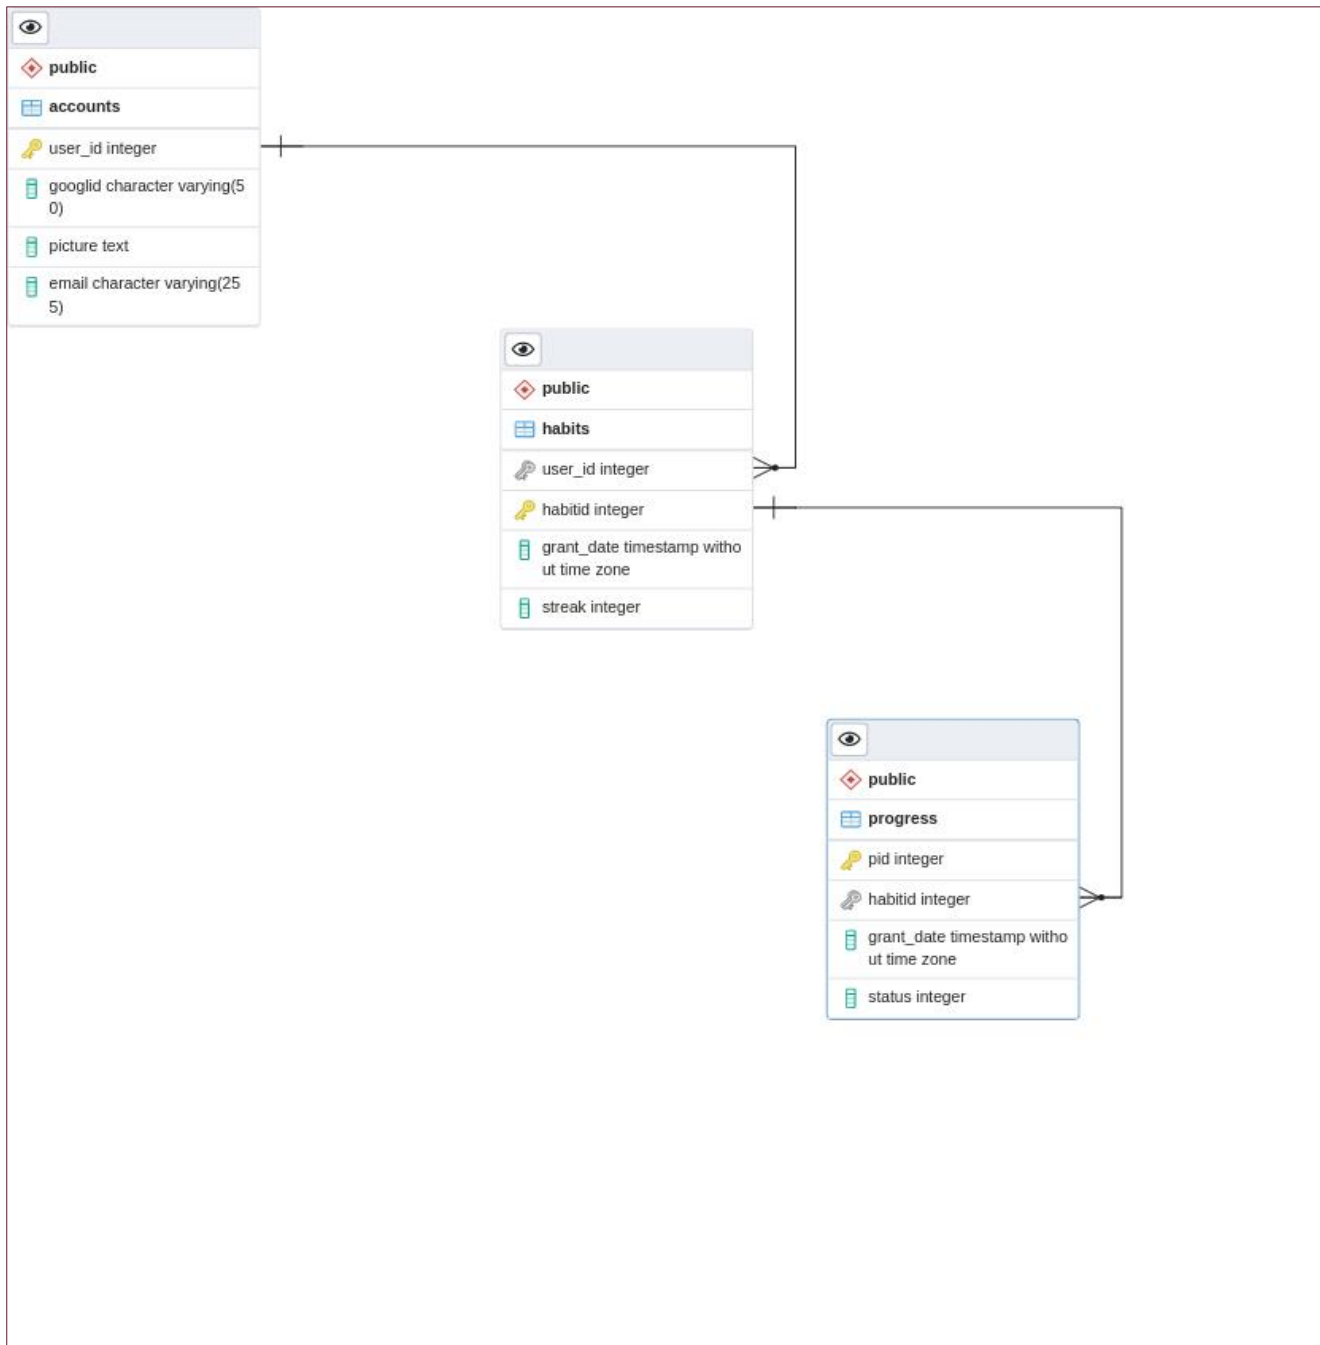 public
accounts
user_id integer
googlid character varying(5
0)
picture text
email character varying(25
5)
public
habits
user_id integer
habitid integer
grant_date timestamp witho
ut time zone
streak integer
public
progress
pid integer
habitid integer
grant_date timestamp witho
ut time zone
status integer